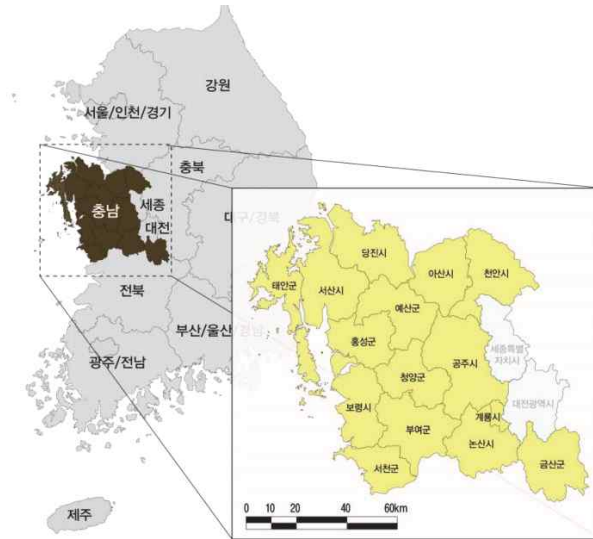 강원
서울/인천/경기
충북
충남
세종
대전
대구/경북
전북
부산/울산/경남
광주/전남
제주
당진시
아산시
천안시
태안군
서산시
예산군
홍성군
세종특별
자치시
공주시
청양군
대전광역시
보령시
계룡시
부여군
논산시
서천군
금산군
0 10 20 40 60km